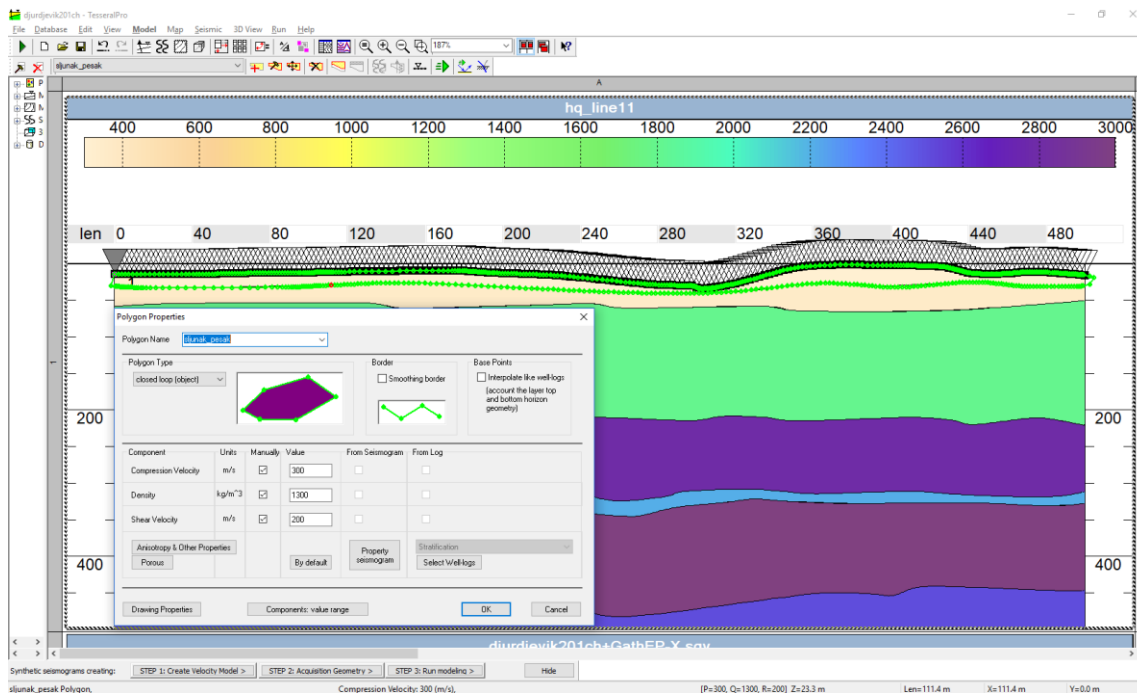 djurdjevik201ch - TesseralPro
File Database Edit View Model Map Seismic 3D View Run Help
187%
sljunak_pesak
A
P
S
3
D
hq_line11
400 600 800 1000 1200 1400 1600 1800 2000 2200 2400 2600 2800 3000
len 0 40 80 120 160 200 240 280 320 360 400 440 480
1
Polygon Properties
Polygon Name sljunak_pesak
Polygon Type Border Base Points
closed loop (object) Smoothing border Interpolate like well-logs
(account the layer top
and bottom horizon
geometry)
200 200
Component Units Manually Value From Seismogram From Log
Compression Velocity m/s 300
Density kg/m^3 1300
Shear Velocity m/s 200
Anisotropy & Other Properties Property Stratification
Porous By default seismogram Select Well-logs
400 400
Drawing Properties Components: value range OK Cancel
djurdjevik201ch+GathEP-X.sgy
Synthetic seismograms creating: STEP 1: Create Velocity Model > STEP 2: Acquisition Geometry > STEP 3: Run modeling > Hide
sljunak_pesak Polygon, Compression Velocity: 300 (m/s), [P=300, Q=1300, R=200] Z=23.3 m Len=111.4 m X=111.4 m Y=0.0 m